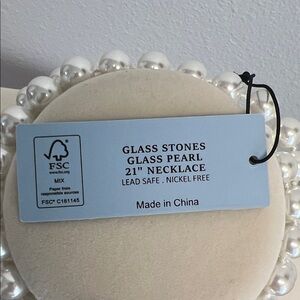 FSC
www.fsc.org
MIX
Paper from
responsible sources
FSC® C161145
GLASS STONES
GLASS PEARL
21" NECKLACE
LEAD SAFE . NICKEL FREE
Made in China